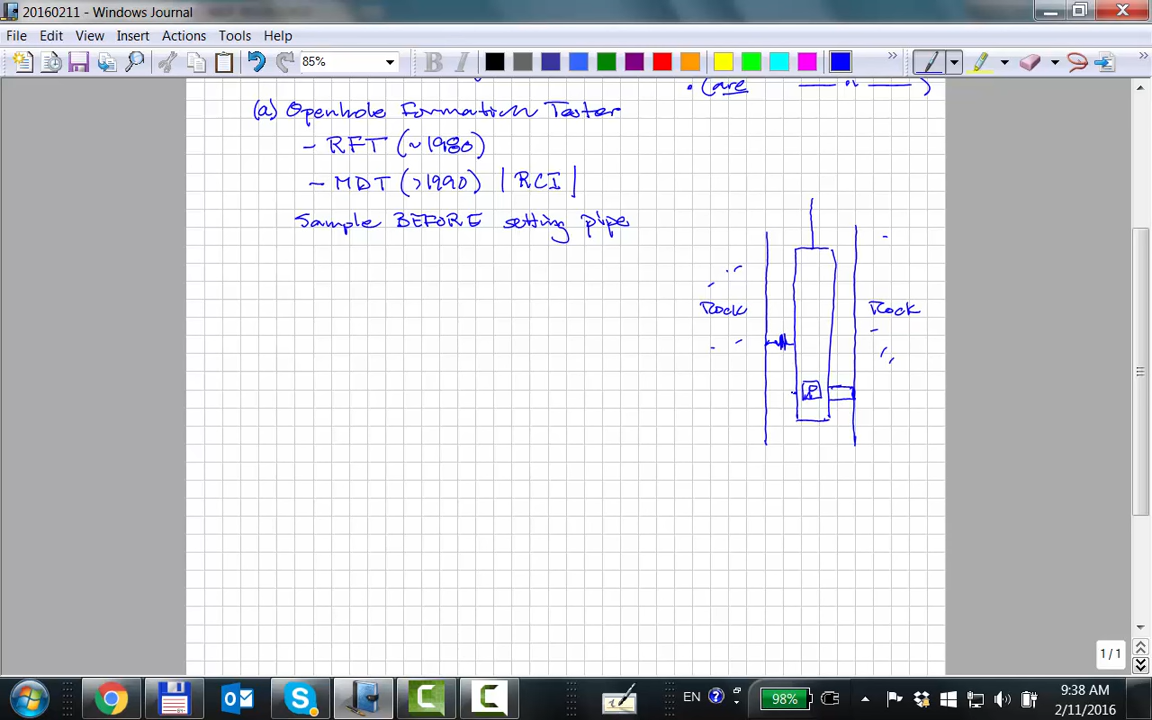 20160211 - Windows Journal
File Edit View Insert Actions Tools Help
85% B I
(are
(a) Openhole Formation Tester
- RFT (~1980)
- MDT (>1990) | RCI |
Sample BEFORE setting pipe
Rock Rock
P
1 / 1
EN 98% 9:38 AM
2/11/2016